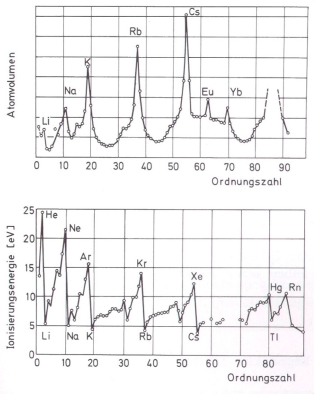 Cs
Rb
K
Na
Eu
Yb
Li
Atomvolumen
0 10 20 30 40 50 60 70 80 90
Ordnungszahl
He
Ne
Ar
Kr
Xe
Hg
Rn
Ionisierungsenergie [eV]
25
20
15
10
5
0
Li
Na
K
Rb
Cs
Tl
0 10 20 30 40 50 60 70 80 90
Ordnungszahl